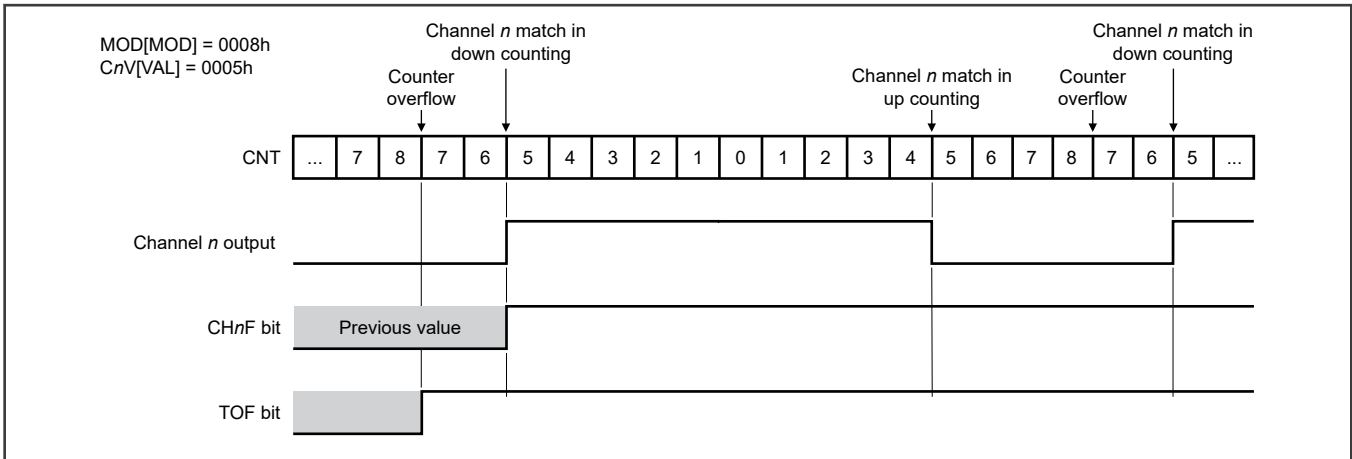 MOD[MOD] = 0008h
CnV[VAL] = 0005h
Counter
overflow
Channel n match in
down counting
Channel n match in
up counting
Counter
overflow
Channel n match in
down counting
CNT ... 7 8 7 6 5 4 3 2 1 0 1 2 3 4 5 6 7 8 7 6 5 ...
Channel n output
CHnF bit Previous value
TOF bit